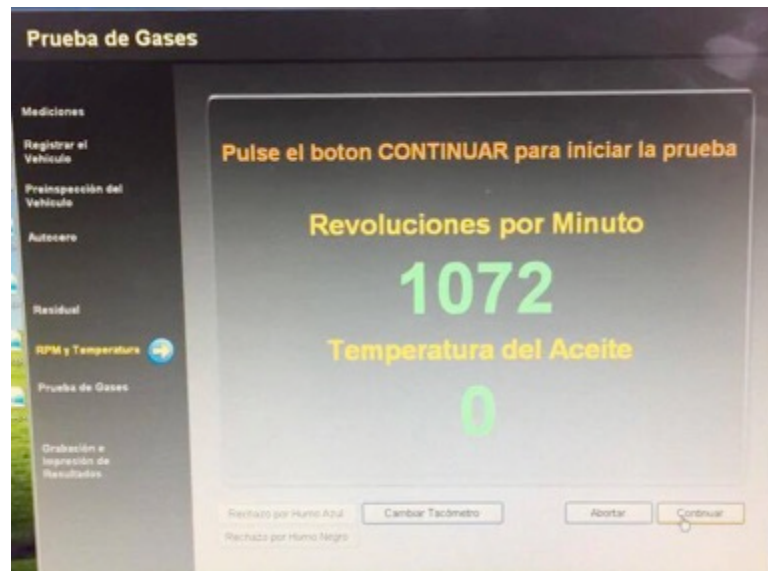 Prueba de Gases
Mediciones
Registrar el
Vehiculo
Preinspección del
Vehiculo
Autocero
Residual
RPM y Temperatura
Prueba de Gases
Grabación e
Impresión de
Resultados
Pulse el boton CONTINUAR para iniciar la prueba
Revoluciones por Minuto
1072
Temperatura del Aceite
0
Rechazo por Humo Azul
Cambiar Tacómetro
Abortar
Continuar
Rechazo por Humo Negro